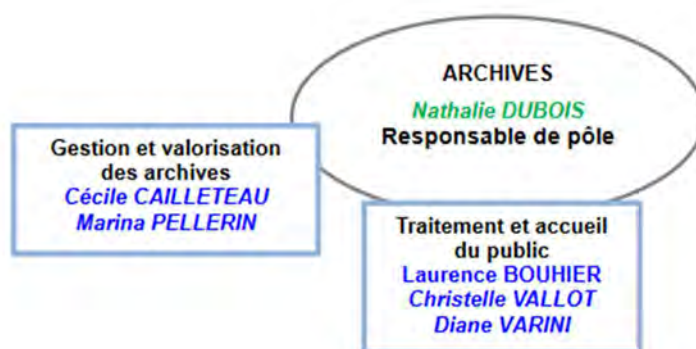 ARCHIVES
Nathalie DUBOIS
Responsable de pôle
Gestion et valorisation
des archives
Cécile CAILLETEAU
Marina PELLERIN
Traitement et accueil
du public
Laurence BOUHIER
Christelle VALLOT
Diane VARINI